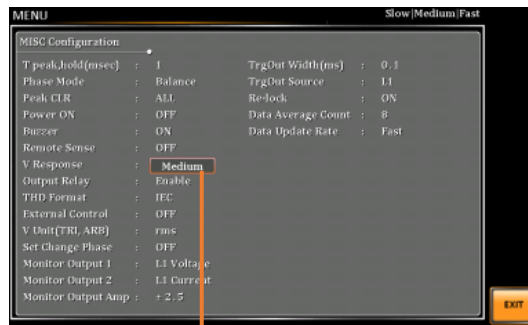 MENU
Slow|Medium|Fast
MISC Configuration
T peak,hold(msec) : 1
Phase Mode : Balance
Peak CLR : ALL
Power ON : OFF
Buzzer : ON
Remote Sense : OFF
V Response : Medium
Output Relay : Enable
THD Format : IEC
External Control : OFF
V Unit(TRI, ARB) : rms
Set Change Phase : OFF
Monitor Output 1 : L1 Voltage
Monitor Output 2 : L1 Current
Monitor Output Amp : ± 2.5
TrgOut Width(ms) : 0.1
TrgOut Source : L1
Re-lock : ON
Data Average Count : 8
Data Update Rate : Fast
EXIT